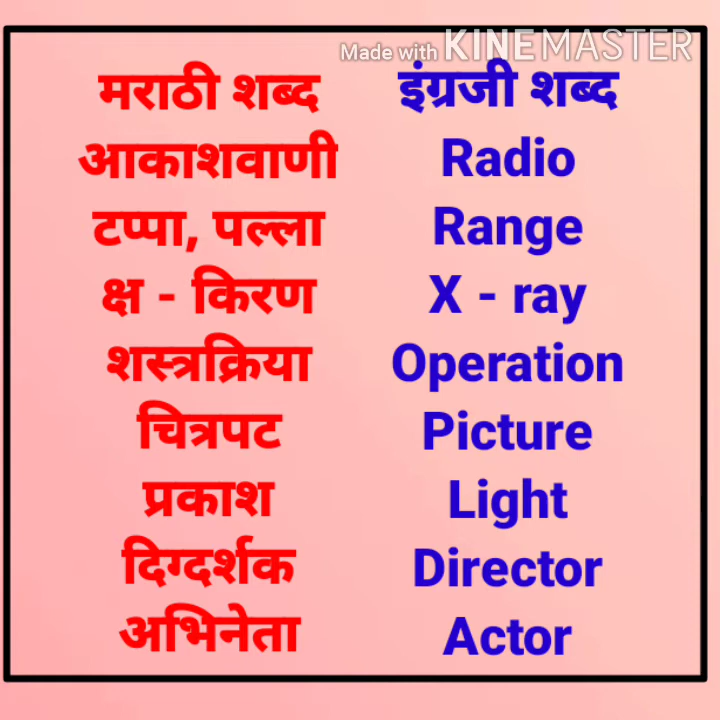 Made with KINEMASTER
मराठी शब्द इंग्रजी शब्द
आकाशवाणी Radio
टप्पा, पल्ला Range
क्ष - किरण X - ray
शस्त्रक्रिया Operation
चित्रपट Picture
प्रकाश Light
दिग्दर्शक Director
अभिनेता Actor